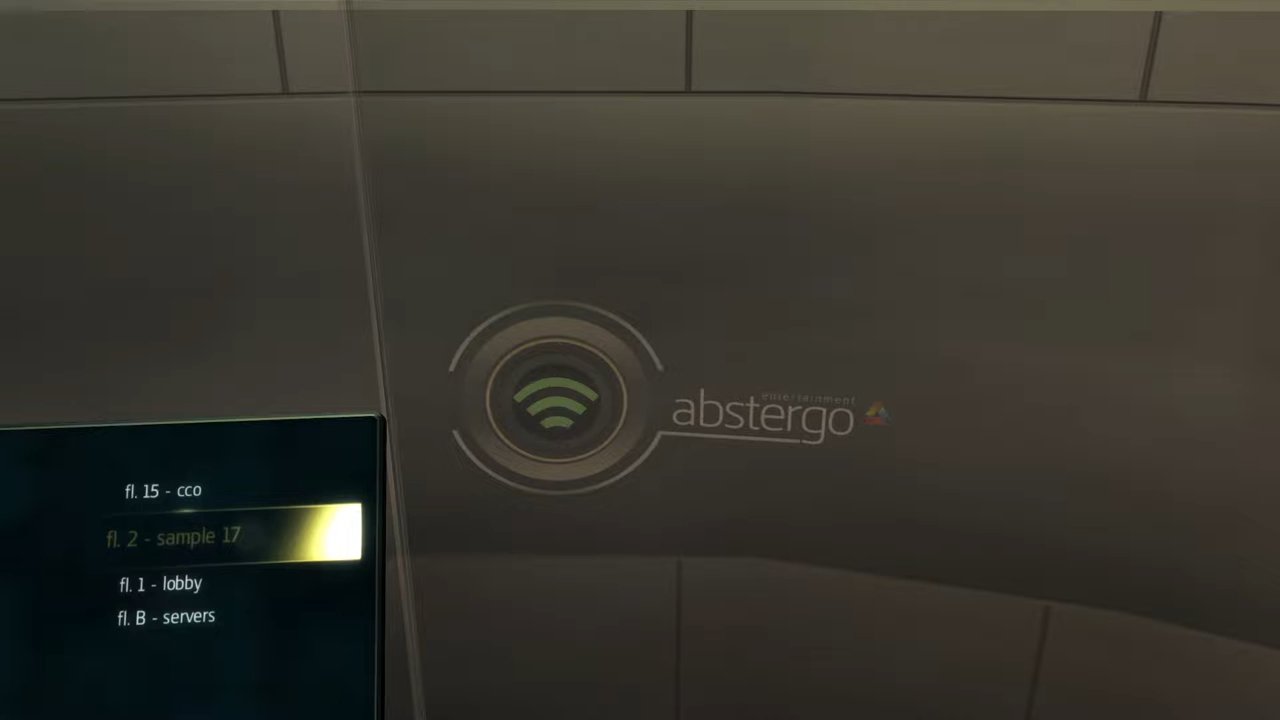 entertainment
abstergo
fl. 15 - cco
fl. 2 - sample 17
fl. 1 - lobby
fl. B - servers